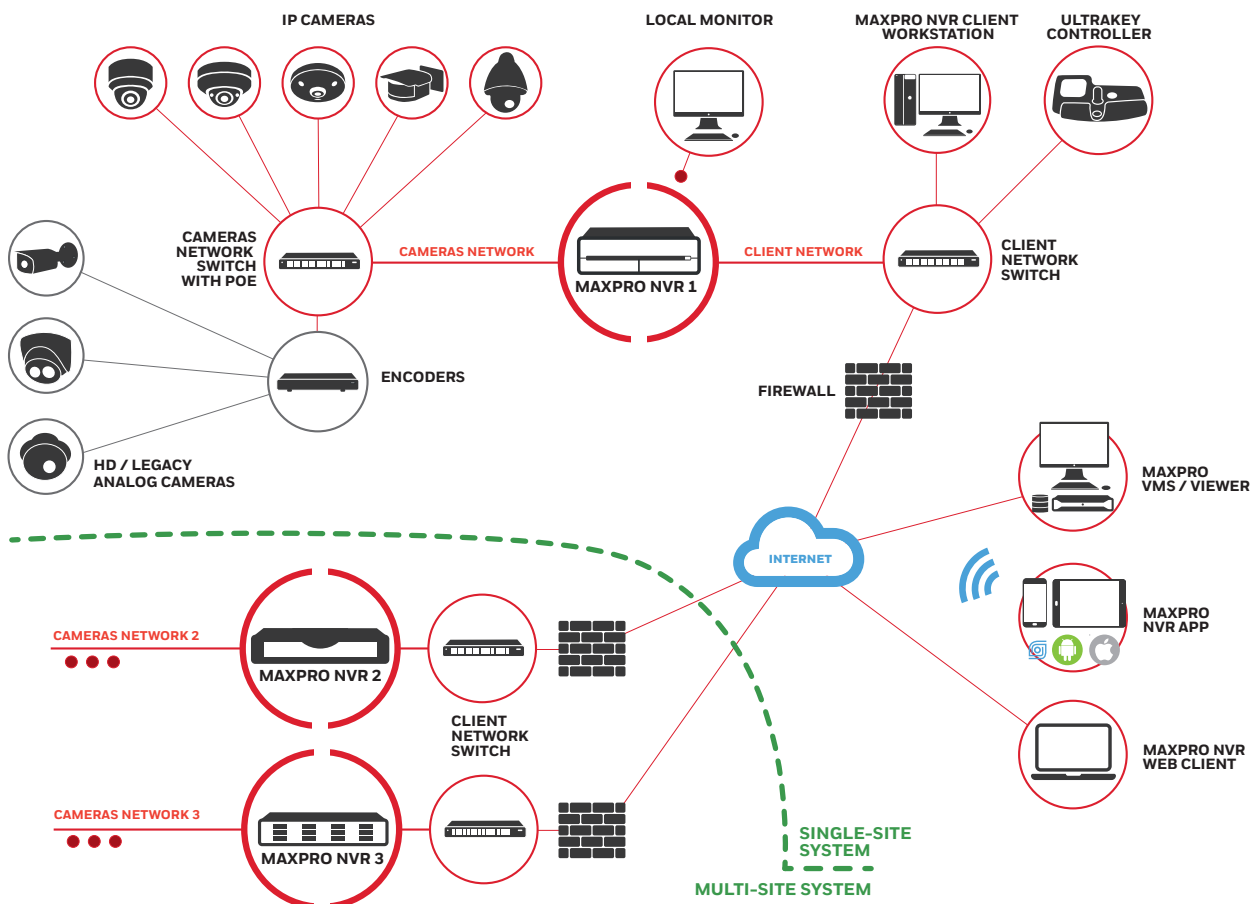 IP CAMERAS
LOCAL MONITOR
MAXPRO NVR CLIENT
WORKSTATION
ULTRAKEY
CONTROLLER
CAMERAS
NETWORK
SWITCH
WITH POE
CAMERAS NETWORK
MAXPRO NVR 1
CLIENT NETWORK
CLIENT
NETWORK
SWITCH
ENCODERS
FIREWALL
HD / LEGACY
ANALOG CAMERAS
MAXPRO
VMS / VIEWER
INTERNET
MAXPRO
NVR APP
CAMERAS NETWORK 2
MAXPRO NVR 2
CLIENT
NETWORK
SWITCH
MAXPRO NVR
WEB CLIENT
CAMERAS NETWORK 3
MAXPRO NVR 3
SINGLE-SITE
SYSTEM
MULTI-SITE SYSTEM